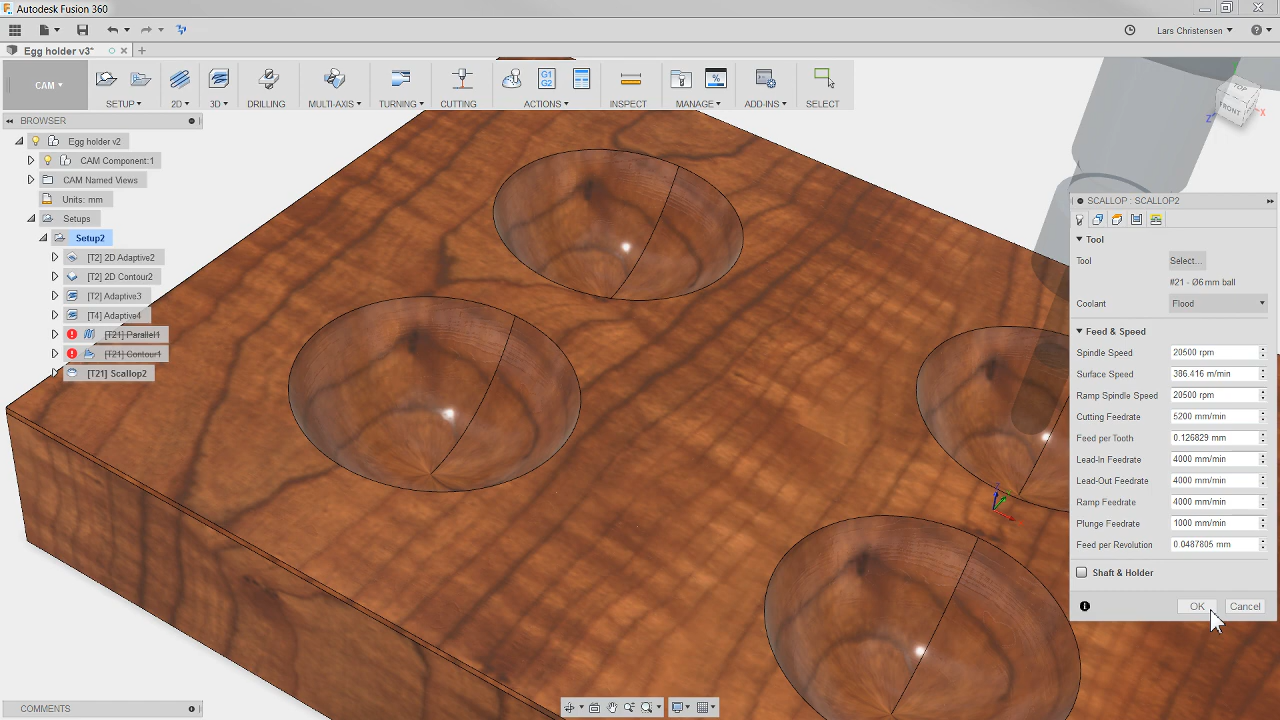 Autodesk Fusion 360
Lars Christensen
Egg holder v3*
CAM
SETUP
2D
3D
DRILLING
MULTI-AXIS
TURNING
CUTTING
G1
G2
ACTIONS
INSPECT
MANAGE
ADD-INS
SELECT
BROWSER
Egg holder v2
CAM Component:1
CAM Named Views
Units: mm
Setups
Setup2
[T2] 2D Adaptive2
[T2] 2D Contour2
[T2] Adaptive3
[T4] Adaptive4
[T21] Parallel1
[T21] Contour1
[T21] Scallop2
TOP
FRONT
Z
X
SCALLOP : SCALLOP2
Tool
Tool Select...
#21 - Ø6 mm ball
Coolant Flood
Feed & Speed
Spindle Speed 20500 rpm
Surface Speed 386.416 m/min
Ramp Spindle Speed 20500 rpm
Cutting Feedrate 5200 mm/min
Feed per Tooth 0.126829 mm
Lead-In Feedrate 4000 mm/min
Lead-Out Feedrate 4000 mm/min
Ramp Feedrate 4000 mm/min
Plunge Feedrate 1000 mm/min
Feed per Revolution 0.0487805 mm
Shaft & Holder
OK Cancel
COMMENTS